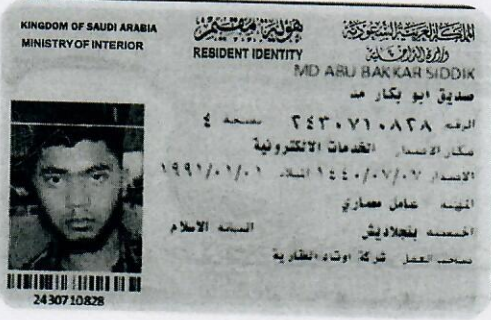 KINGDOM OF SAUDI ARABIA
MINISTRY OF INTERIOR
هوية مقيم
RESIDENT IDENTITY
المملكة العربية السعودية
وزارة الداخلية
MD ABU BAKKAR SIDDIK
صديق ابو بكار مد
الرقم ٢٤٣٠٧١٠٨٢٨ نسخة ٤
مكان الاصدار الخدمات الالكترونية
الاصدار ١٤٤٠/٠٧/٠٧ الميلاد ١٩٩١/٠١/٠١
المهنة عامل معماري
الجنسية بنجلاديش الديانة الاسلام
صاحب العمل شركة اوتاد العقارية
2430710828